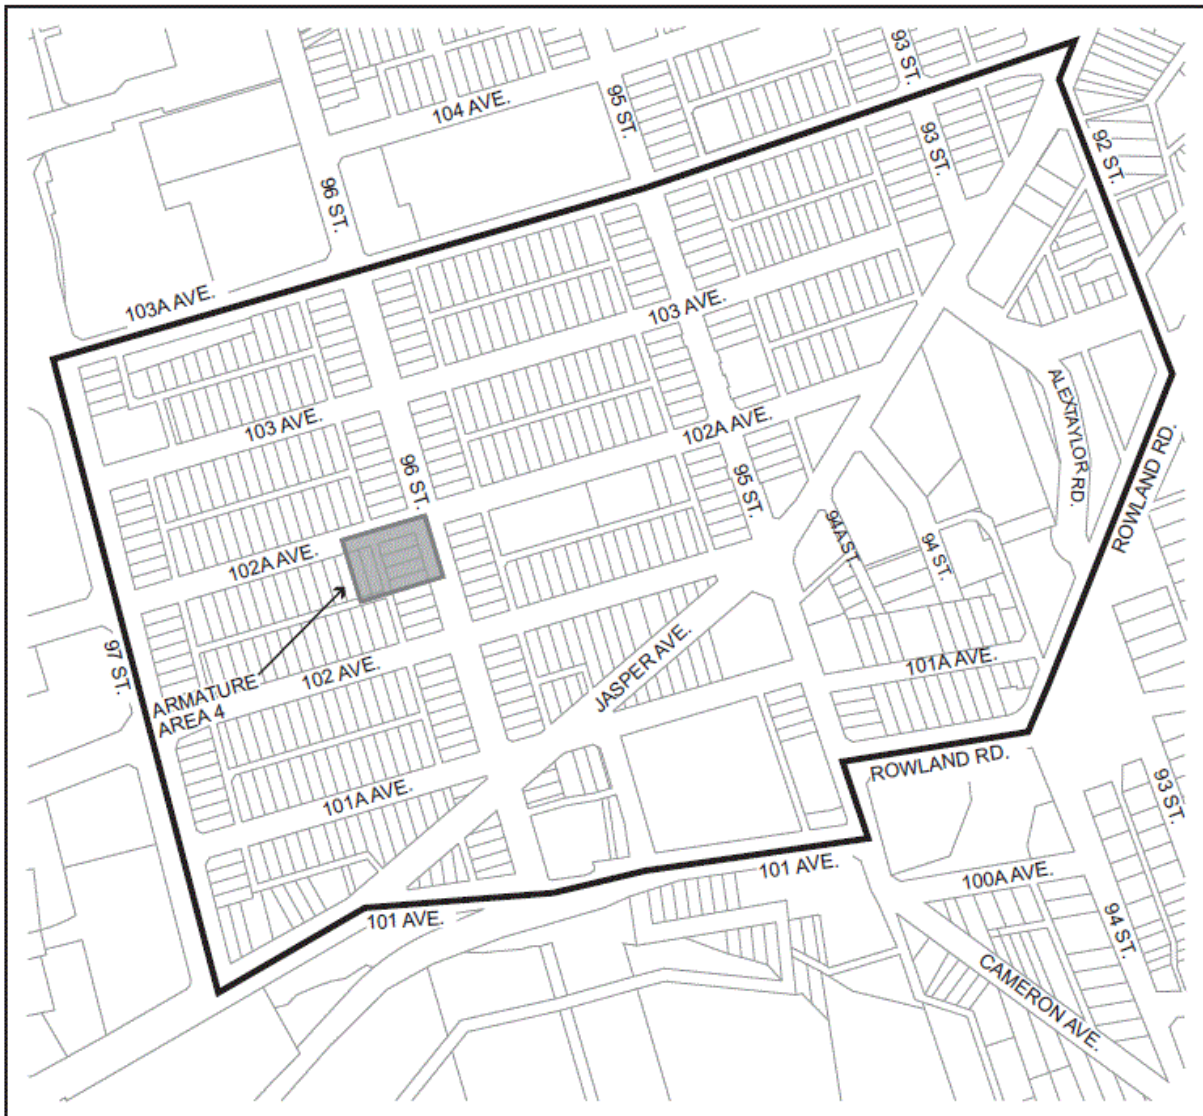 93 ST.
104 AVE.
95 ST.
93 ST.
92 ST.
96 ST.
103A AVE.
103 AVE.
ALEXTAYLOR
RD.
103 AVE.
102A AVE.
ROWLAND RD.
96 ST.
95 ST.
94A ST.
94 ST.
102A AVE.
97 ST.
ARMATURE
AREA 4
102 AVE.
JASPER AVE.
101A AVE.
ROWLAND RD.
93 ST.
101A AVE.
101 AVE.
100A AVE.
101 AVE.
94 ST.
CAMERON AVE.